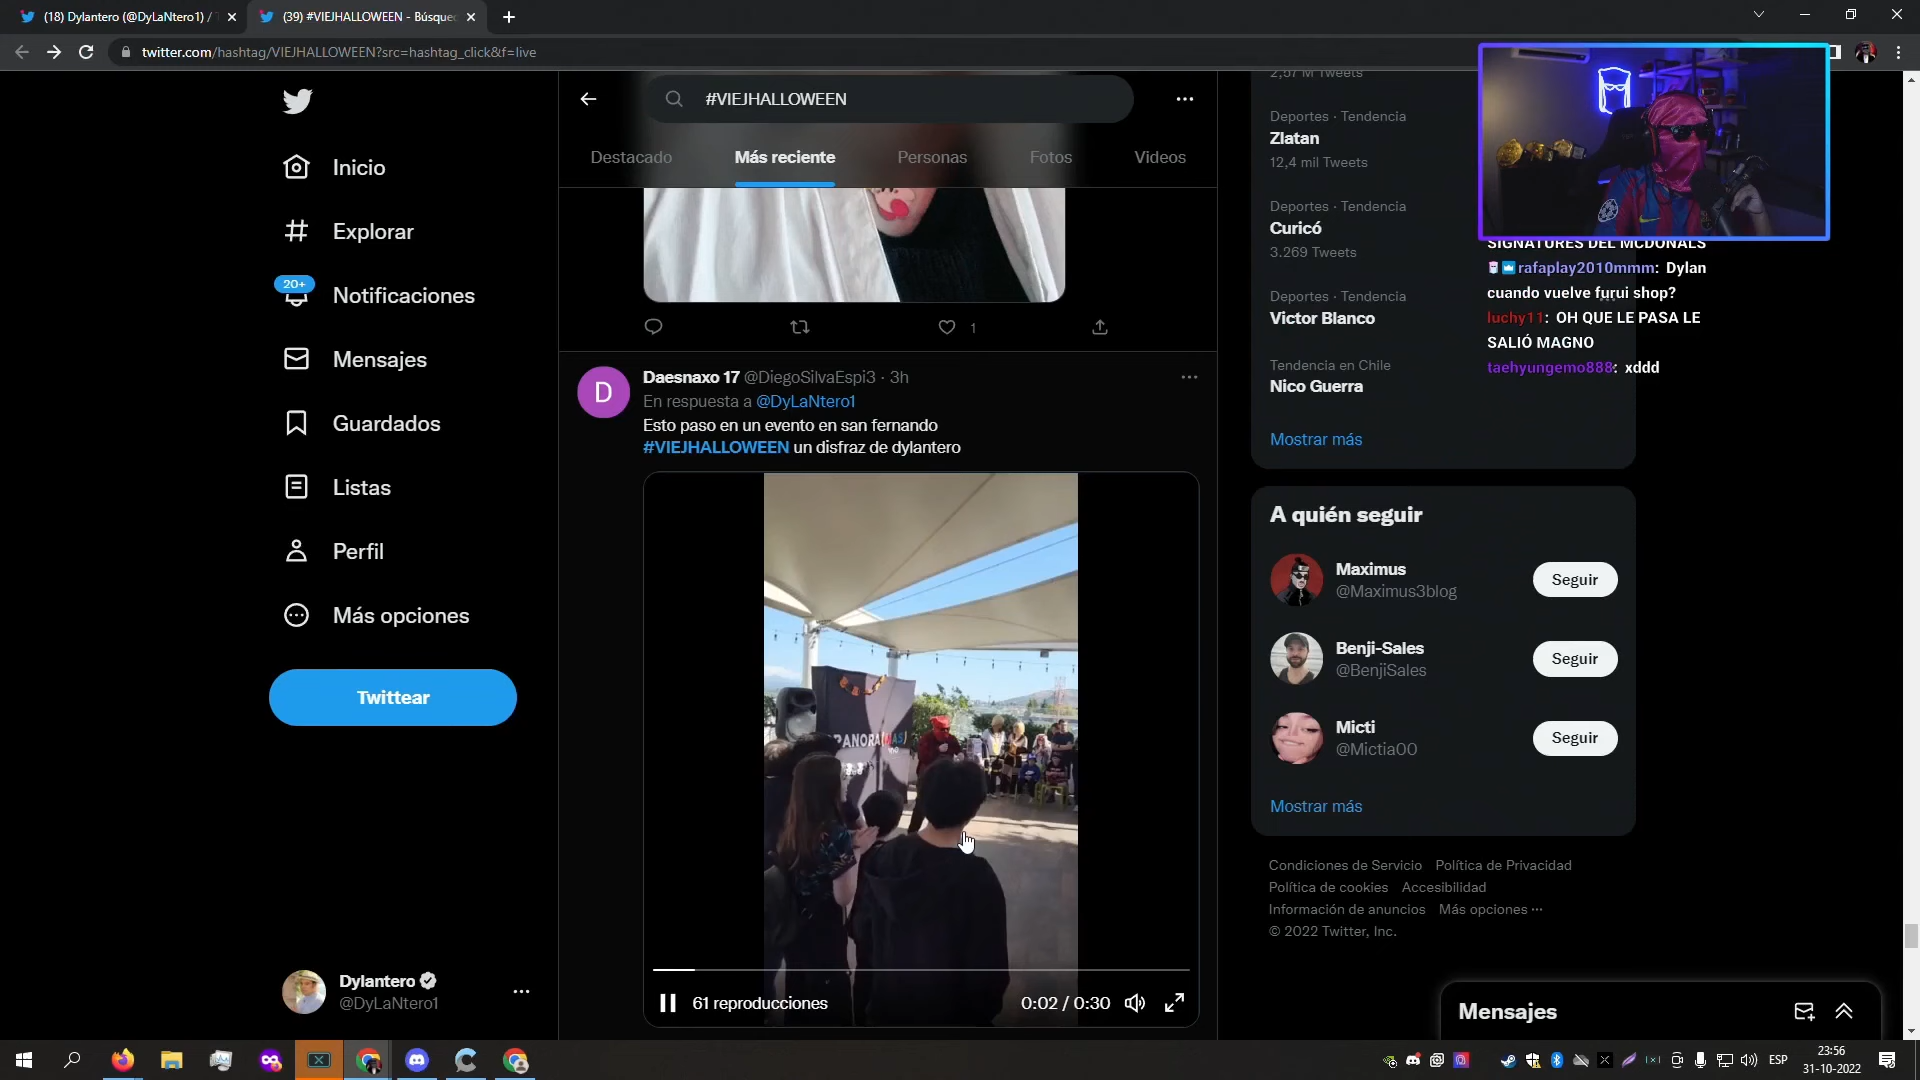 (18) Dylantero (@DyLaNtero1) /
(39) #VIEJHALLOWEEN - Búsque
twitter.com/hashtag/VIEJHALLOWEEN?src=hashtag_click&f=live
#VIEJHALLOWEEN
Destacado
Más reciente
Personas
Fotos
Videos
Inicio
Explorar
20+
Notificaciones
Mensajes
Guardados
Listas
Perfil
Más opciones
Twittear
Dylantero
@DyLaNtero1
1
Daesnaxo 17 @DiegoSilvaEspi3 · 3h
En respuesta a @DyLaNtero1
Esto paso en un evento en san fernando
#VIEJHALLOWEEN un disfraz de dylantero
D
61 reproducciones
0:02 / 0:30
2,57 M Tweets
Deportes · Tendencia
Zlatan
12,4 mil Tweets
Deportes · Tendencia
Curicó
3.269 Tweets
Deportes · Tendencia
Victor Blanco
Tendencia en Chile
Nico Guerra
Mostrar más
SIGNATURES DEL MCDONALS
rafaplay2010mmm: Dylan
cuando vuelve furui shop?
luchy11: OH QUE LE PASA LE
SALIÓ MAGNO
taehyungemo888: xddd
A quién seguir
Maximus
@Maximus3blog
Seguir
Benji-Sales
@BenjiSales
Seguir
Micti
@Mictia00
Seguir
Mostrar más
Condiciones de Servicio Política de Privacidad
Política de cookies Accesibilidad
Información de anuncios Más opciones ···
© 2022 Twitter, Inc.
Mensajes
ESP
23:56
31-10-2022